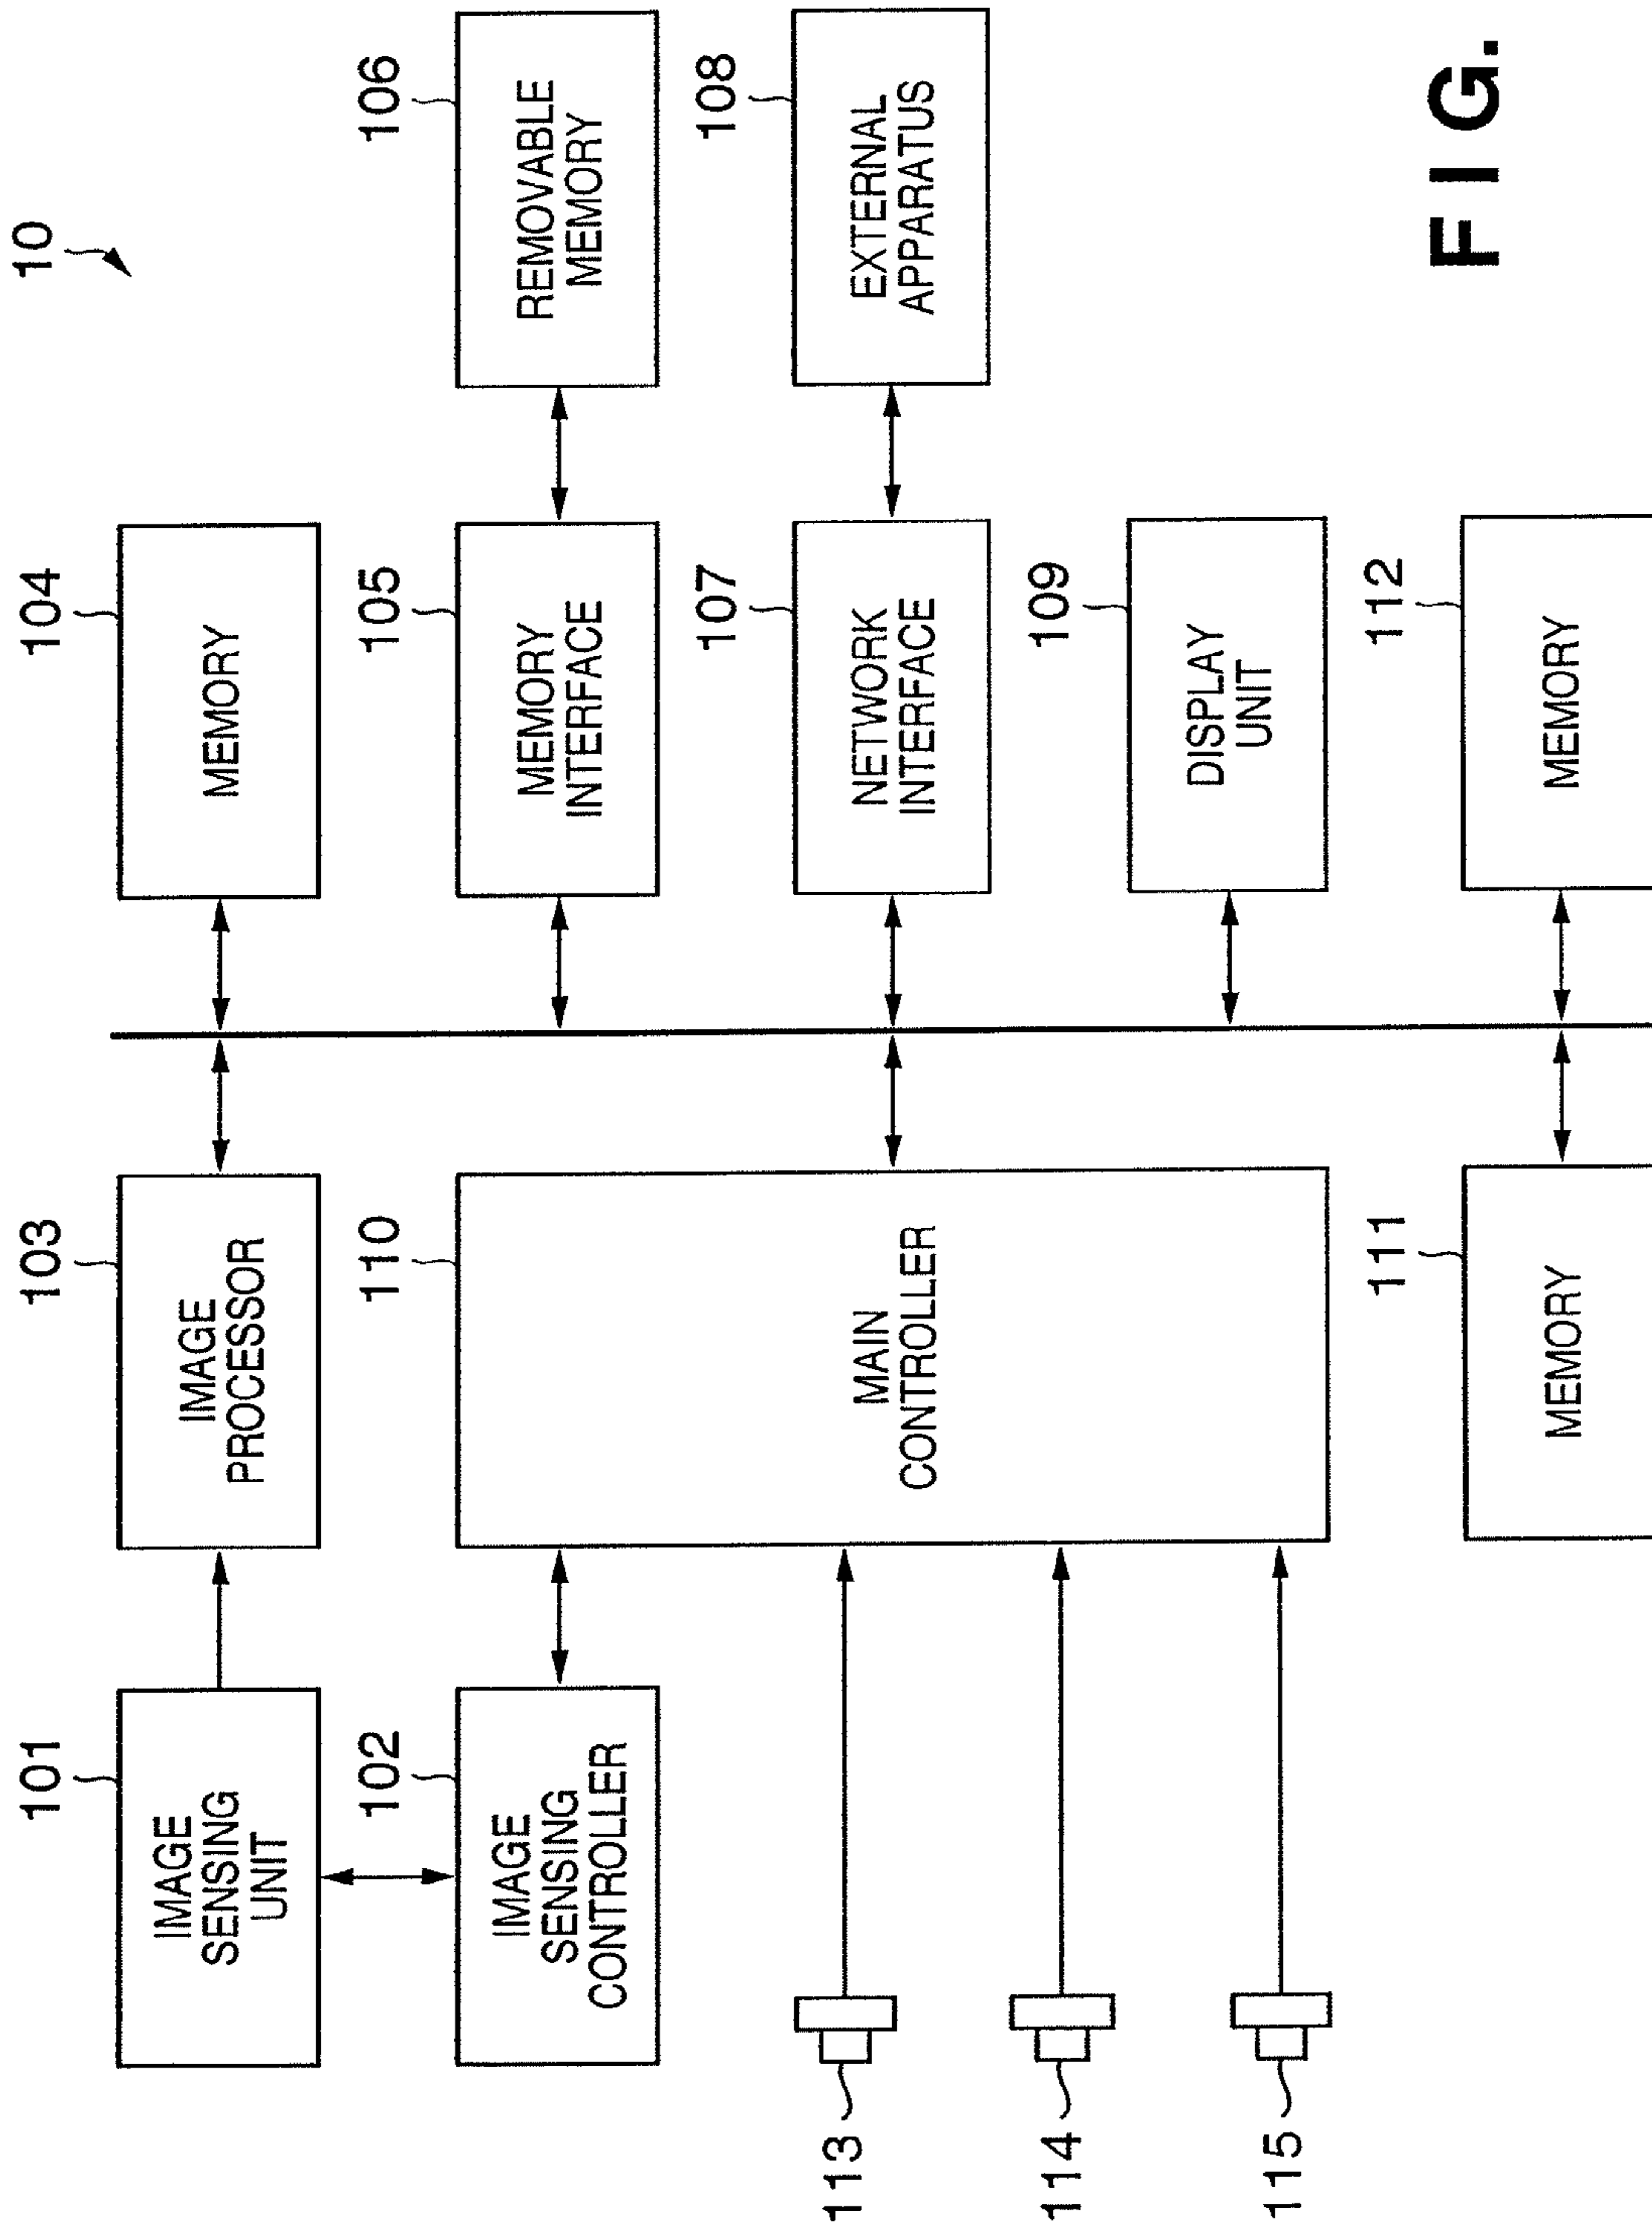 10
101
IMAGE
SENSING
UNIT
103
IMAGE
PROCESSOR
104
MEMORY
102
IMAGE
SENSING
CONTROLLER
110
MAIN
CONTROLLER
105
MEMORY
INTERFACE
106
REMOVABLE
MEMORY
107
NETWORK
INTERFACE
108
EXTERNAL
APPARATUS
109
DISPLAY
UNIT
113
114
115
111
MEMORY
112
MEMORY
FIG.